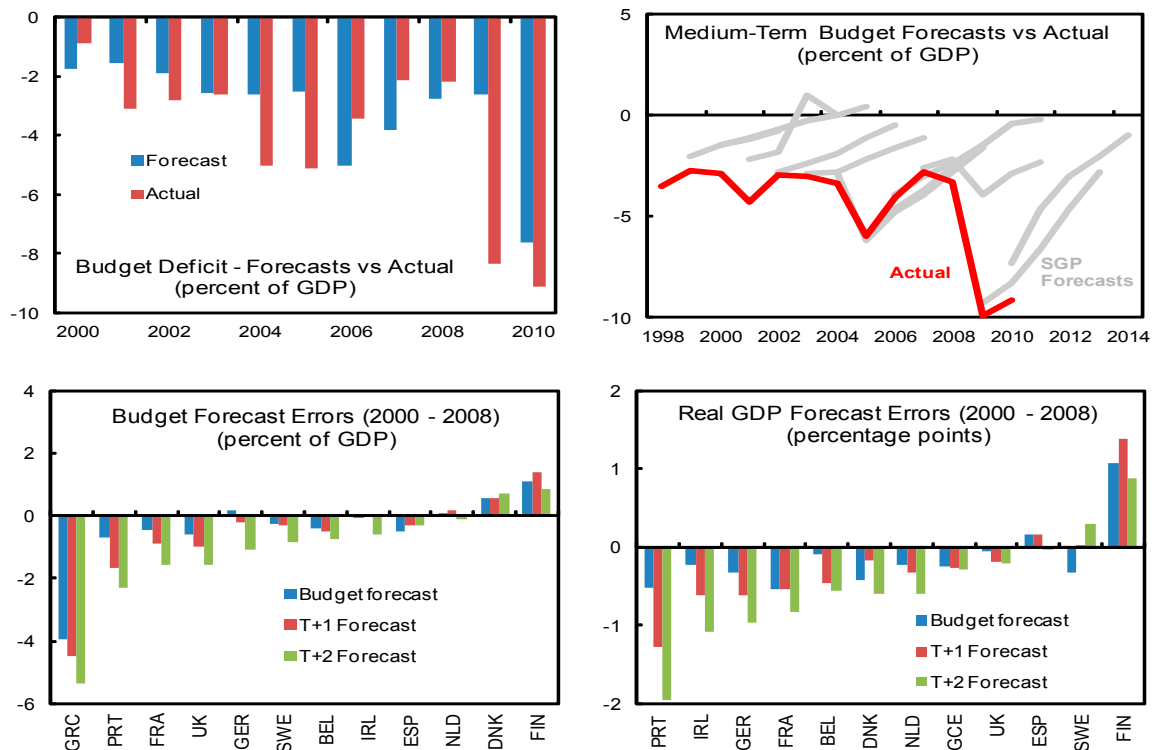 0
-2
-4
-6
-8
-10
Forecast
Actual
Budget Deficit - Forecasts vs Actual
(percent of GDP)
2000 2002 2004 2006 2008 2010
5
0
-5
-10
Medium-Term Budget Forecasts vs Actual
(percent of GDP)
Actual
SGP
Forecasts
1998 2000 2002 2004 2006 2008 2010 2012 2014
4
2
0
-2
-4
-6
Budget Forecast Errors (2000 - 2008)
(percent of GDP)
Budget forecast
T+1 Forecast
T+2 Forecast
GRC PRT FRA UK GER SWE BEL IRL ESP NLD DNK FIN
2
1
0
-1
-2
Real GDP Forecast Errors (2000 - 2008)
(percentage points)
Budget forecast
T+1 Forecast
T+2 Forecast
PRT IRL GER FRA BEL DNK NLD GCE UK ESP SWE FIN